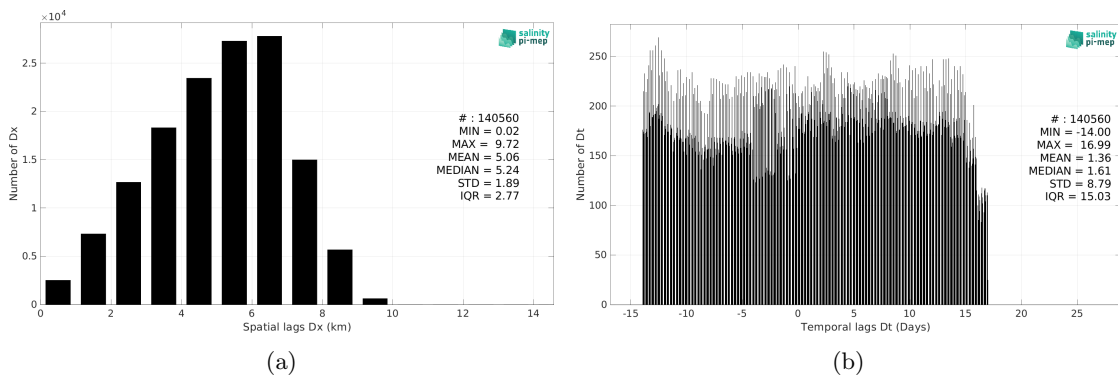 ×10⁴
3
2.5
2
1.5
1
0.5
0
Number of Dx
0 2 4 6 8 10 12 14
Spatial lags Dx (km)
salinity
pi-mep
# : 140560
MIN = 0.02
MAX = 9.72
MEAN = 5.06
MEDIAN = 5.24
STD = 1.89
IQR = 2.77
(a)
250
200
150
100
50
0
Number of Dt
-15 -10 -5 0 5 10 15 20 25
Temporal lags Dt (Days)
salinity
pi-mep
# : 140560
MIN = -14.00
MAX = 16.99
MEAN = 1.36
MEDIAN = 1.61
STD = 8.79
IQR = 15.03
(b)